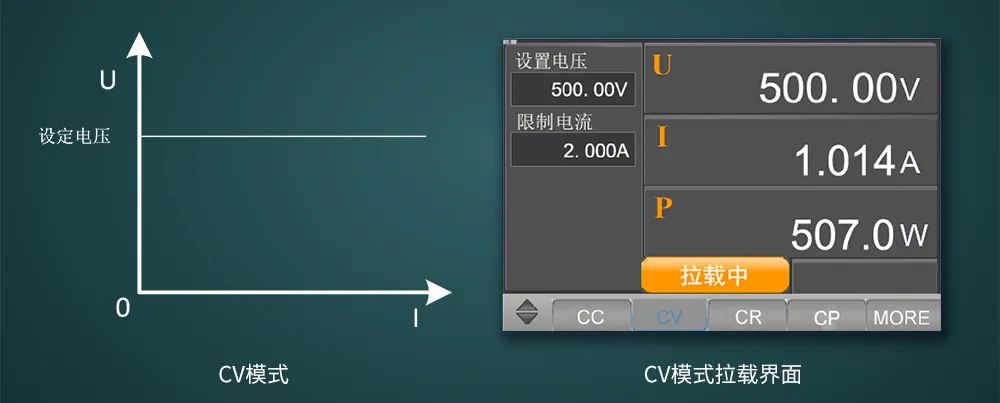 U
设定电压
0
I
CV模式
设置电压
500.00V
限制电流
2.000A
U
500.00V
I
1.014A
P
507.0W
拉载中
CC
CV
CR
CP
MORE
CV模式拉载界面